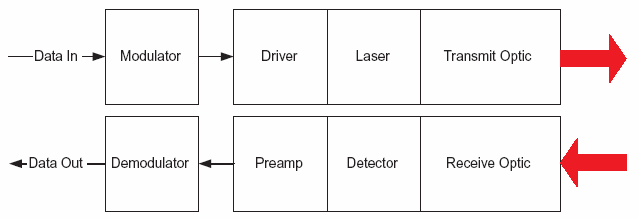 Data In Modulator Driver Laser Transmit Optic
Data Out Demodulator Preamp Detector Receive Optic